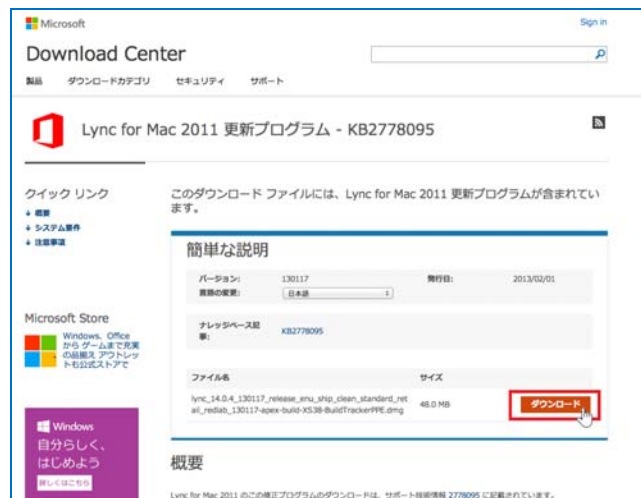 Microsoft
Sign in
Download Center
製品 ダウンロードカテゴリ セキュリティ サポート
Lync for Mac 2011 更新プログラム - KB2778095
クイック リンク
概要
システム要件
注意事項
このダウンロード ファイルには、Lync for Mac 2011 更新プログラムが含まれてい
ます。
簡単な説明
バージョン: 130117 発行日: 2013/02/01
言語の変更: 日本語
ナレッジベース記
事: KB2778095
ファイル名 サイズ
lync_14.0.4_130117_release_enu_ship_clean_standard_ret
ail_redlab_130117-apex-build-XS38-BuildTrackerPPE.dmg
48.0 MB
ダウンロード
Microsoft Store
Windows、Office
から ゲームまで充実
の品揃え アウトレッ
トも公式ストアで
Windows
自分らしく、
はじめよう
詳しくはこちら
概要
Lync for Mac 2011 のこの修正プログラムのダウンロードは、サポート技術情報 2778095 に記載されています。